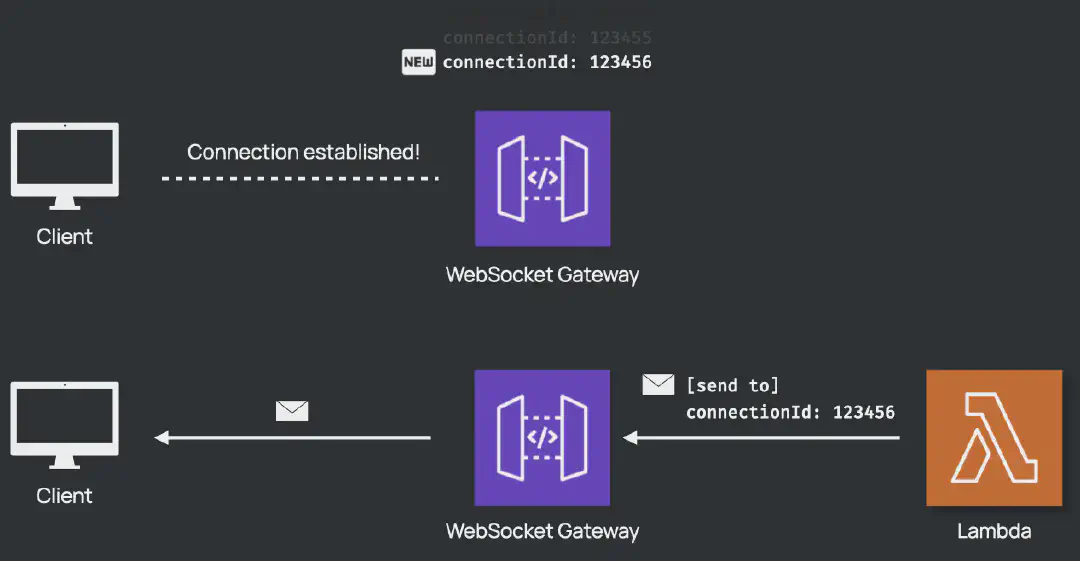 connectionId: 123455
NEW connectionId: 123456
Connection established!
</>
Client
WebSocket Gateway
[send to]
connectionId: 123456
</>
Client
WebSocket Gateway
Lambda